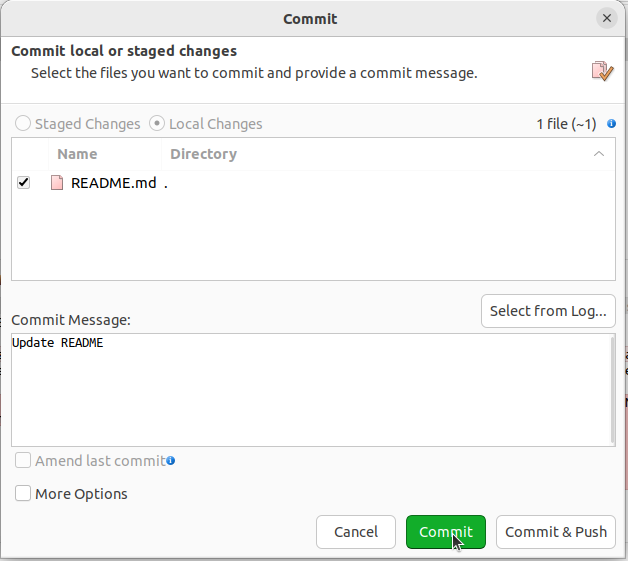 Commit
Commit local or staged changes
Select the files you want to commit and provide a commit message.
Staged Changes Local Changes 1 file (~1)
Name Directory
README.md .
Select from Log...
Commit Message:
Update README
Amend last commit
More Options
Cancel Commit Commit & Push